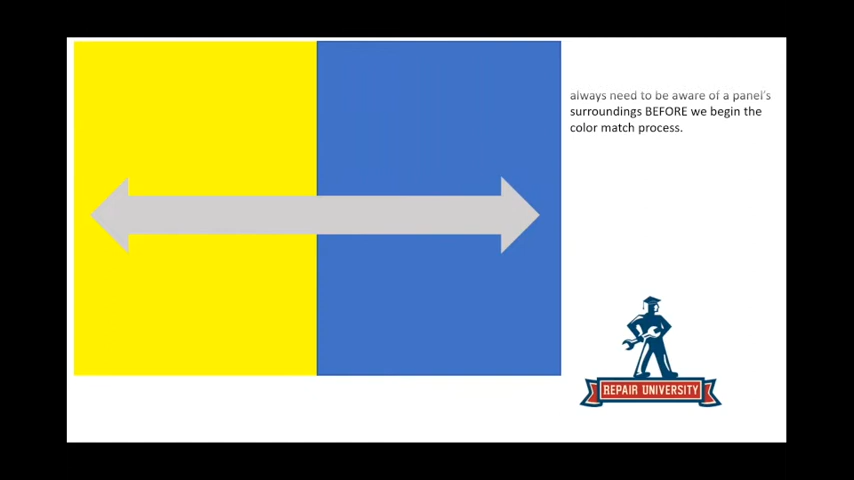 always need to be aware of a panel's
surroundings BEFORE we begin the
color match process.
REPAIR UNIVERSITY